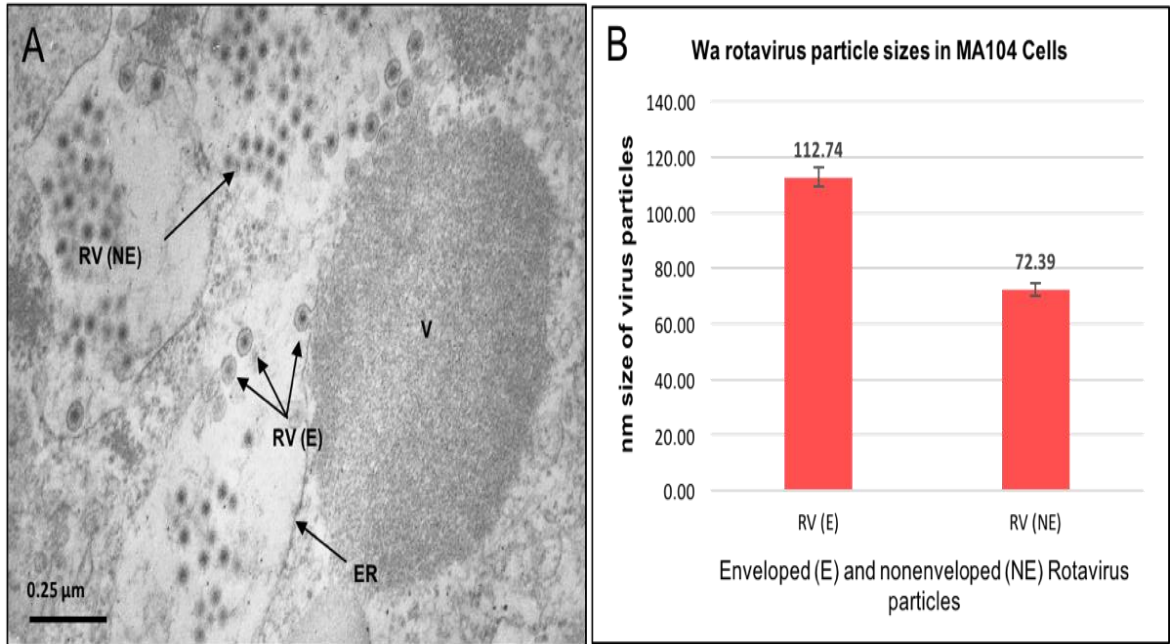 A
RV (NE)
V
RV (E)
ER
0.25 µm
B
Wa rotavirus particle sizes in MA104 Cells
nm size of virus particles
140.00
120.00
100.00
80.00
60.00
40.00
20.00
0.00
112.74
72.39
RV (E)
RV (NE)
Enveloped (E) and nonenveloped (NE) Rotavirus
particles